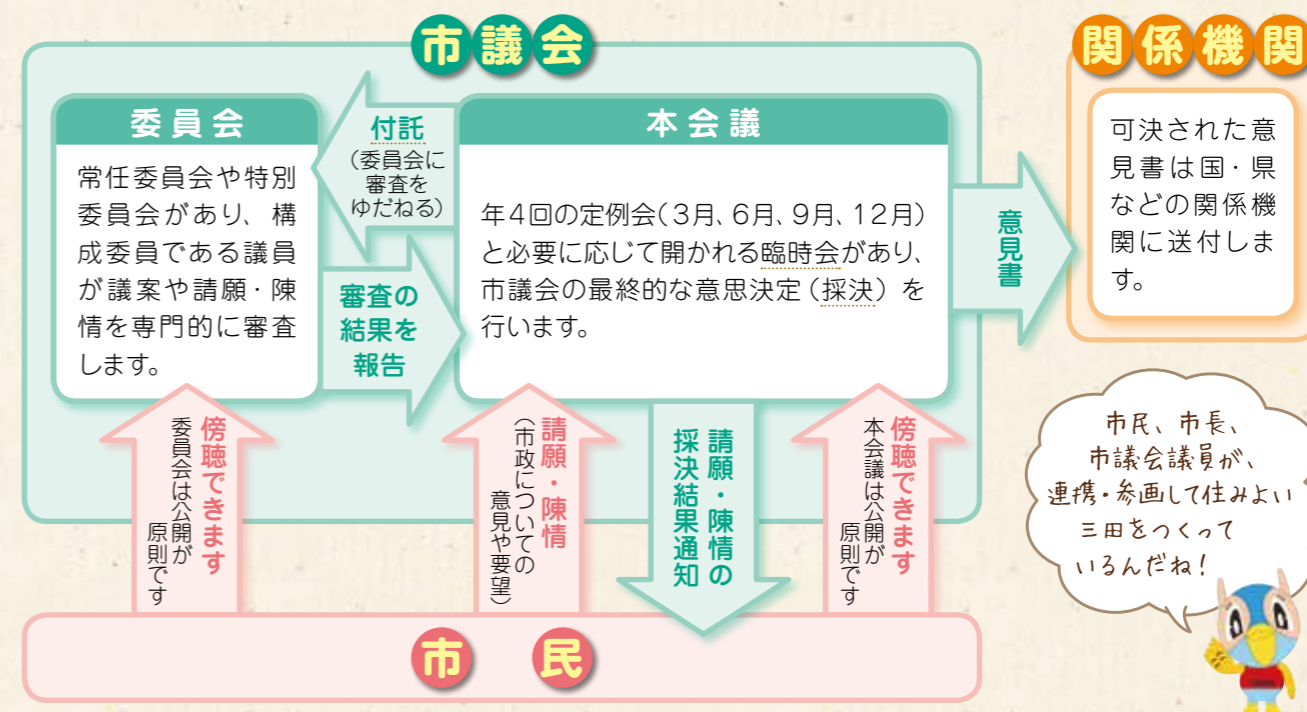 市議会
関係機関
委員会
常任委員会や特別
委員会があり、構
成委員である議員
が議案や請願・陳
情を専門的に審査
します。
付託
（委員会に
審査を
ゆだねる）
審査の
結果を
報告
本会議
年4回の定例会（3月、6月、9月、12月）
と必要に応じて開かれる臨時会があり、
市議会の最終的な意思決定（採決）を
行います。
意見書
可決された意
見書は国・県
などの関係機
関に送付しま
す。
傍聴できます
委員会は公開が
原則です
請願・陳情
（市政についての
意見や要望）
請願・陳情の
採決結果通知
傍聴できます
本会議は公開が
原則です
市民、市長、
市議会議員が、
連携・参画して住みよい
三田をつくって
いるんだね！
市民